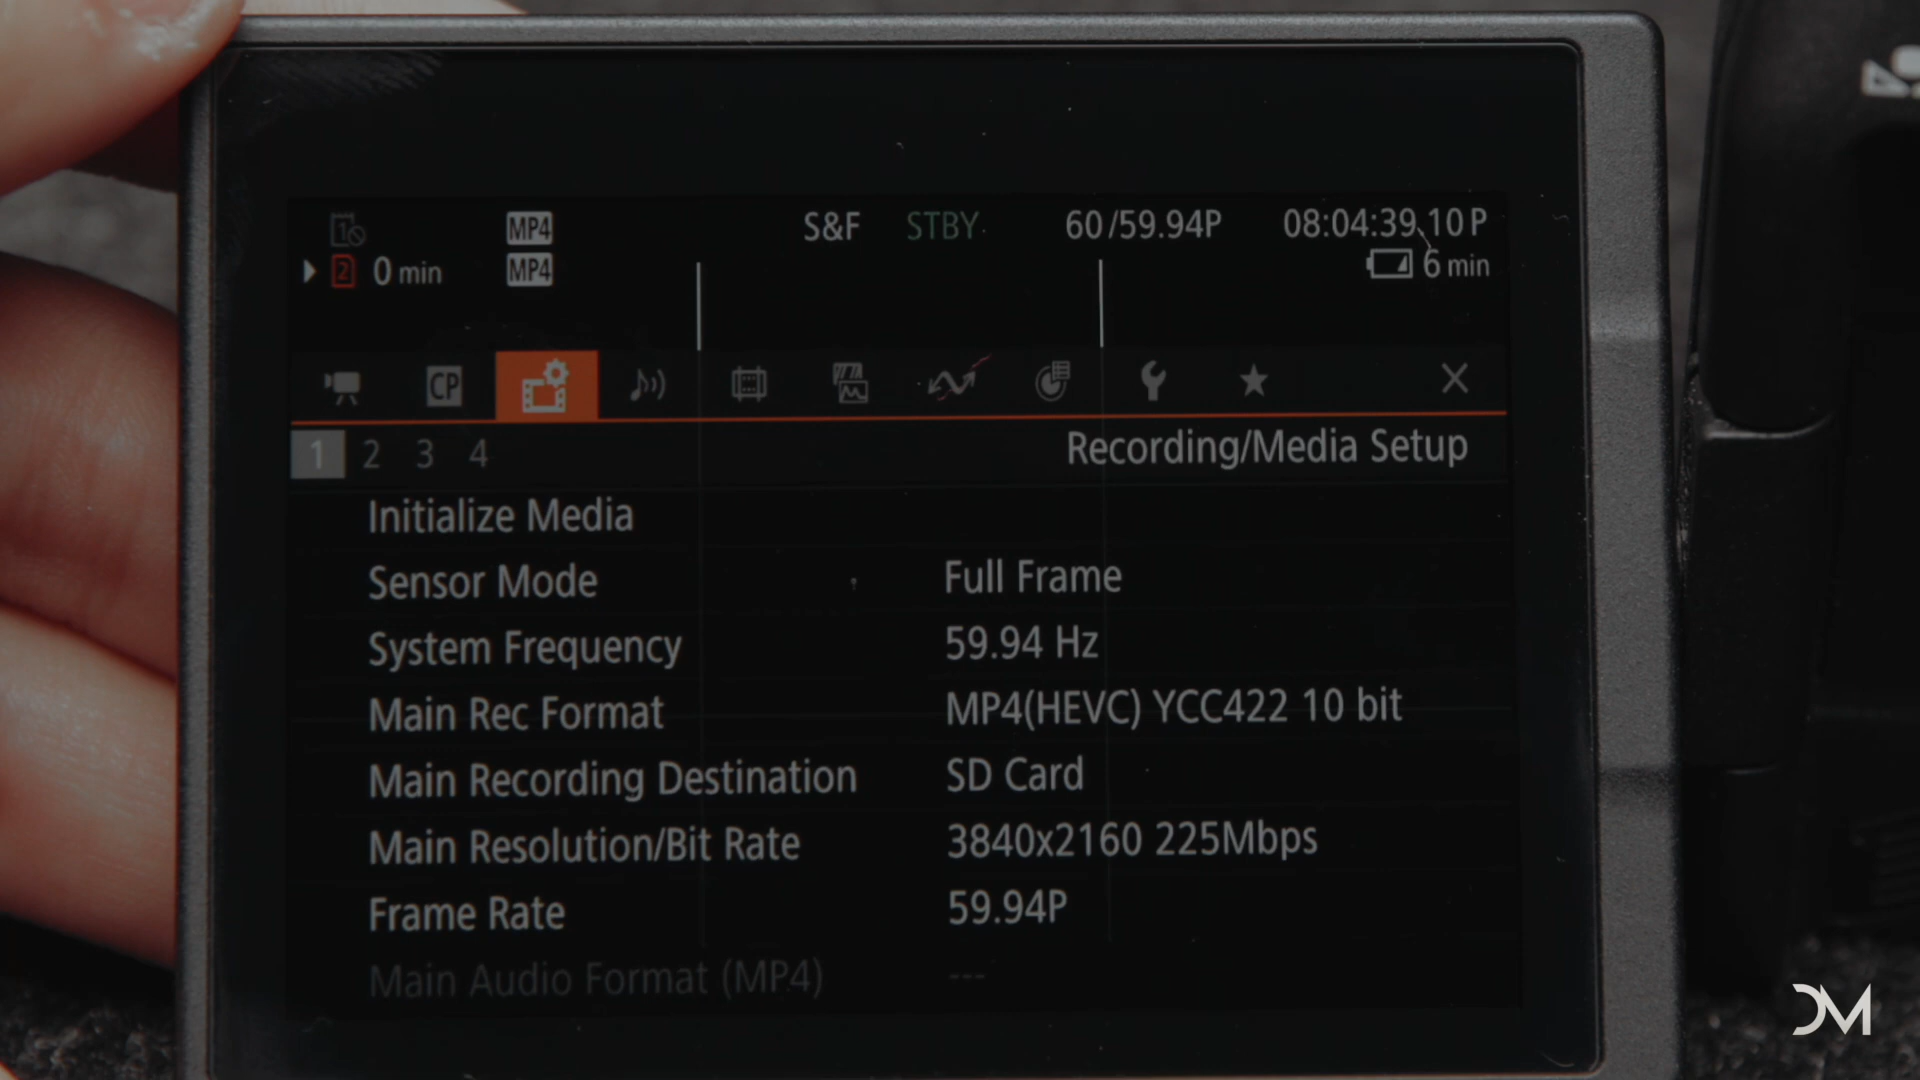 1 MP4 S&F STBY 60/59.94P 08:04:39.10 P
2 0 min MP4 6 min
CP
1 2 3 4 Recording/Media Setup
Initialize Media
Sensor Mode Full Frame
System Frequency 59.94 Hz
Main Rec Format MP4(HEVC) YCC422 10 bit
Main Recording Destination SD Card
Main Resolution/Bit Rate 3840x2160 225Mbps
Frame Rate 59.94P
Main Audio Format (MP4) ---
DM